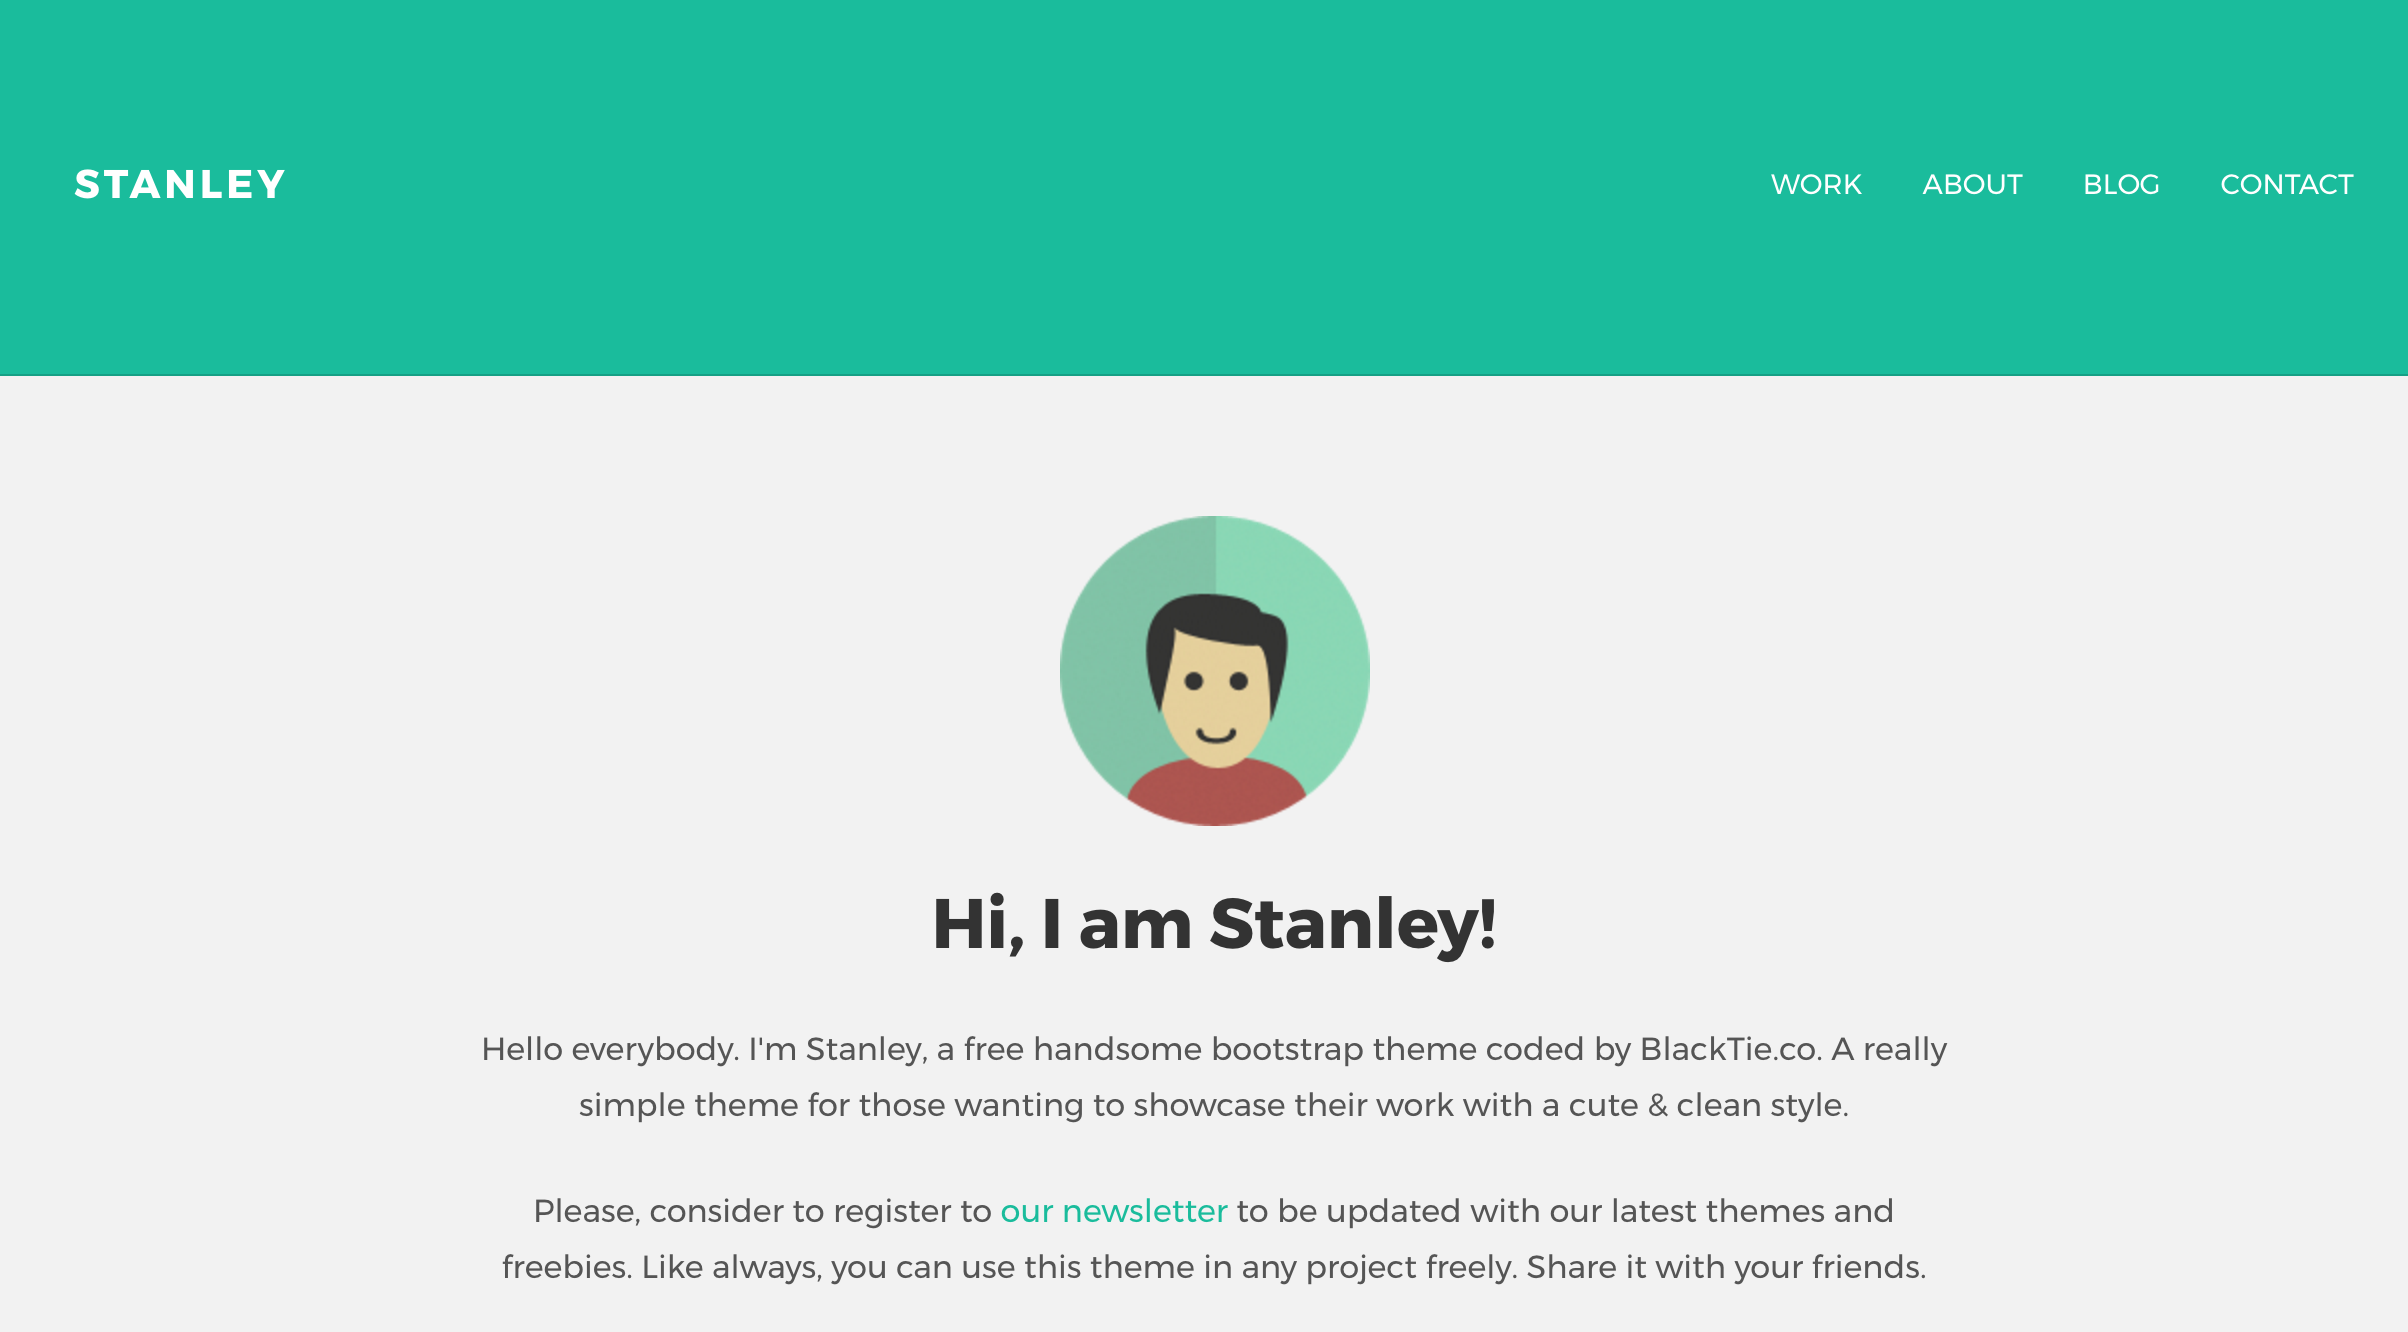 STANLEY
WORK ABOUT BLOG CONTACT
Hi, I am Stanley!
Hello everybody. I'm Stanley, a free handsome bootstrap theme coded by BlackTie.co. A really
simple theme for those wanting to showcase their work with a cute & clean style.
Please, consider to register to our newsletter to be updated with our latest themes and
freebies. Like always, you can use this theme in any project freely. Share it with your friends.